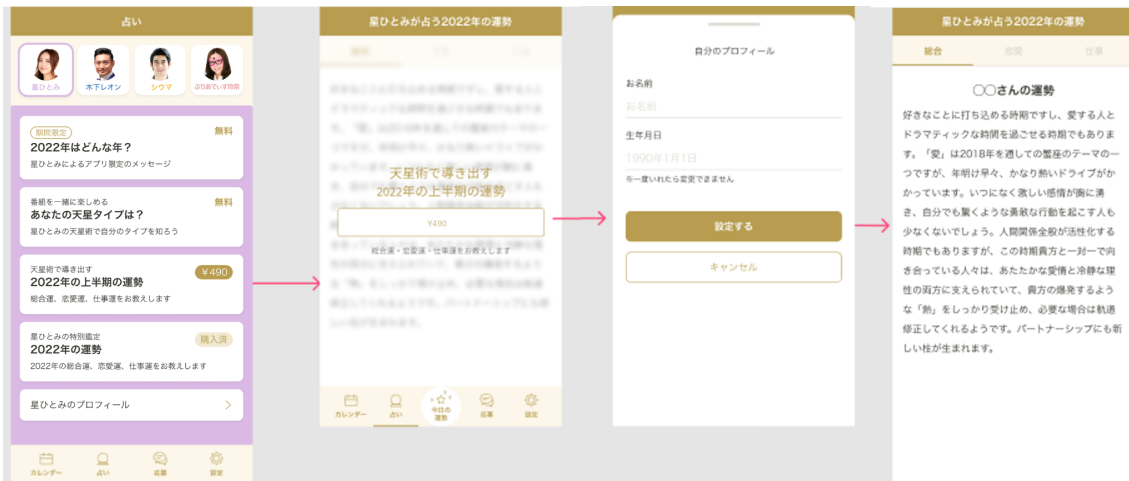 占い
星ひとみ
木下レオン
シウマ
ぷりあでぃす玲奈
期間限定
無料
2022年はどんな年？
星ひとみによるアプリ限定のメッセージ
番組を一緒に楽しめる
無料
あなたの天星タイプは？
星ひとみの天星術で自分のタイプを知ろう
天星術で導き出す
¥490
2022年の上半期の運勢
総合運、恋愛運、仕事運をお教えします
星ひとみの特別鑑定
購入済
2022年の運勢
2022年の総合運、恋愛運、仕事運をお教えします
星ひとみのプロフィール
カレンダー
占い
応募
設定
星ひとみが占う2022年の運勢
天星術で導き出す
2022年の上半期の運勢
¥490
総合運・恋愛運・仕事運をお教えします
カレンダー
占い
今日の
運勢
応募
設定
自分のプロフィール
お名前
お名前
生年月日
1990年1月1日
※一度いれたら変更できません
設定する
キャンセル
星ひとみが占う2022年の運勢
総合
恋愛
仕事
○○さんの運勢
好きなことに打ち込める時期ですし、愛する人と
ドラマティックな時間を過ごせる時期でもありま
す。「愛」は2018年を通しての蟹座のテーマの一
つですが、年明け早々、かなり熱いドライブがか
かっています。いつになく激しい感情が胸に湧
き、自分でも驚くような勇敢な行動を起こす人も
少なくないでしょう。人間関係全般が活性化する
時期でもありますが、この時期貴方と一対一で向
き合っている人々は、あたたかな愛情と冷静な理
性の両方に支えられていて、貴方の爆発するよう
な「熱」をしっかり受け止め、必要な場合は軌道
修正してくれるようです。パートナーシップにも新
しい柱が生まれます。